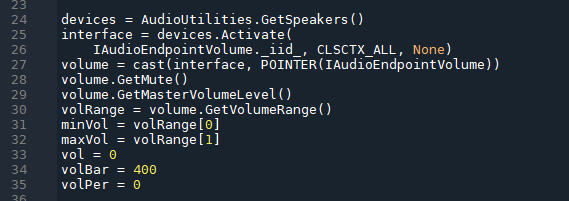 23
24 devices = AudioUtilities.GetSpeakers()
25 interface = devices.Activate(
26     IAudioEndpointVolume._iid_, CLSCTX_ALL, None)
27 volume = cast(interface, POINTER(IAudioEndpointVolume))
28 volume.GetMute()
29 volume.GetMasterVolumeLevel()
30 volRange = volume.GetVolumeRange()
31 minVol = volRange[0]
32 maxVol = volRange[1]
33 vol = 0
34 volBar = 400
35 volPer = 0
36